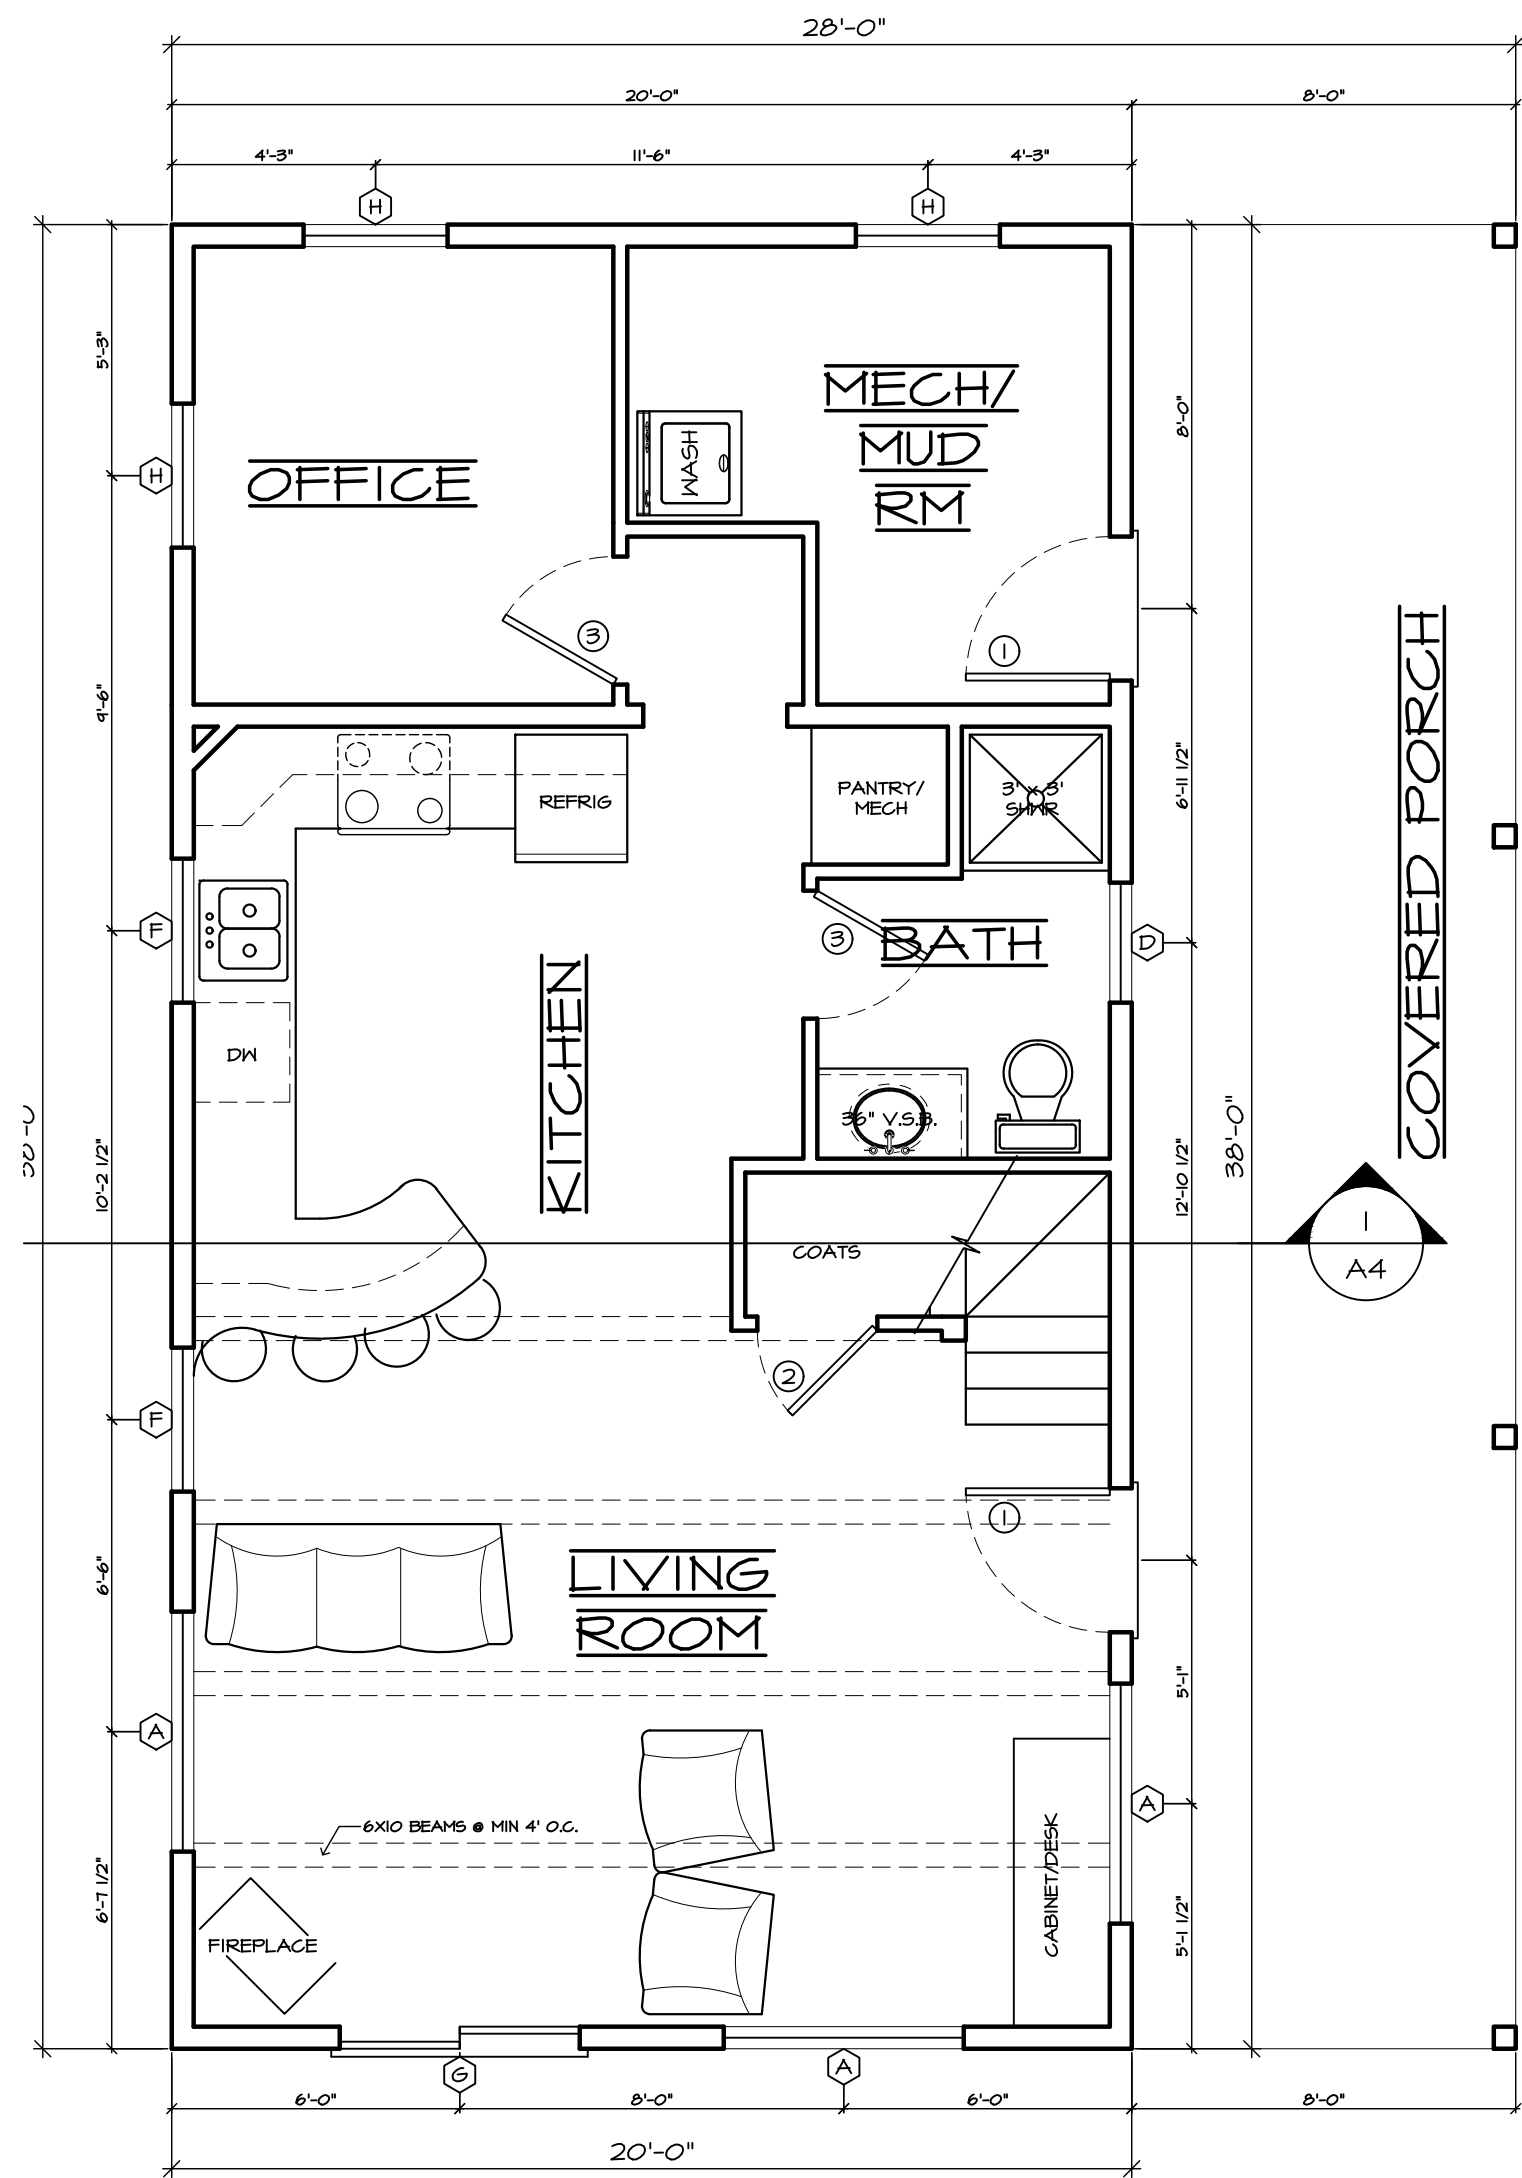 28'-0"
20'-0"
8'-0"
4'-3"
11'-6"
4'-3"
H
H
5'-3"
8'-0"
MECH/
MUD
RM
WASH
OFFICE
H
3
1
COVERED PORCH
9'-6"
6'-11 1/2"
REFRIG
PANTRY/
MECH
3' x 3'
SHWR
F
3
BATH
D
KITCHEN
DW
36" V.S.B.
38'-0"
10'-2 1/2"
12'-10 1/2"
COATS
1
A4
2
F
1
6'-6"
LIVING
ROOM
5'-1"
A
A
6X10 BEAMS @ MIN 4' O.C.
CABINET/DESK
6'-7 1/2"
5'-1 1/2"
FIREPLACE
G
A
6'-0"
8'-0"
6'-0"
8'-0"
20'-0"